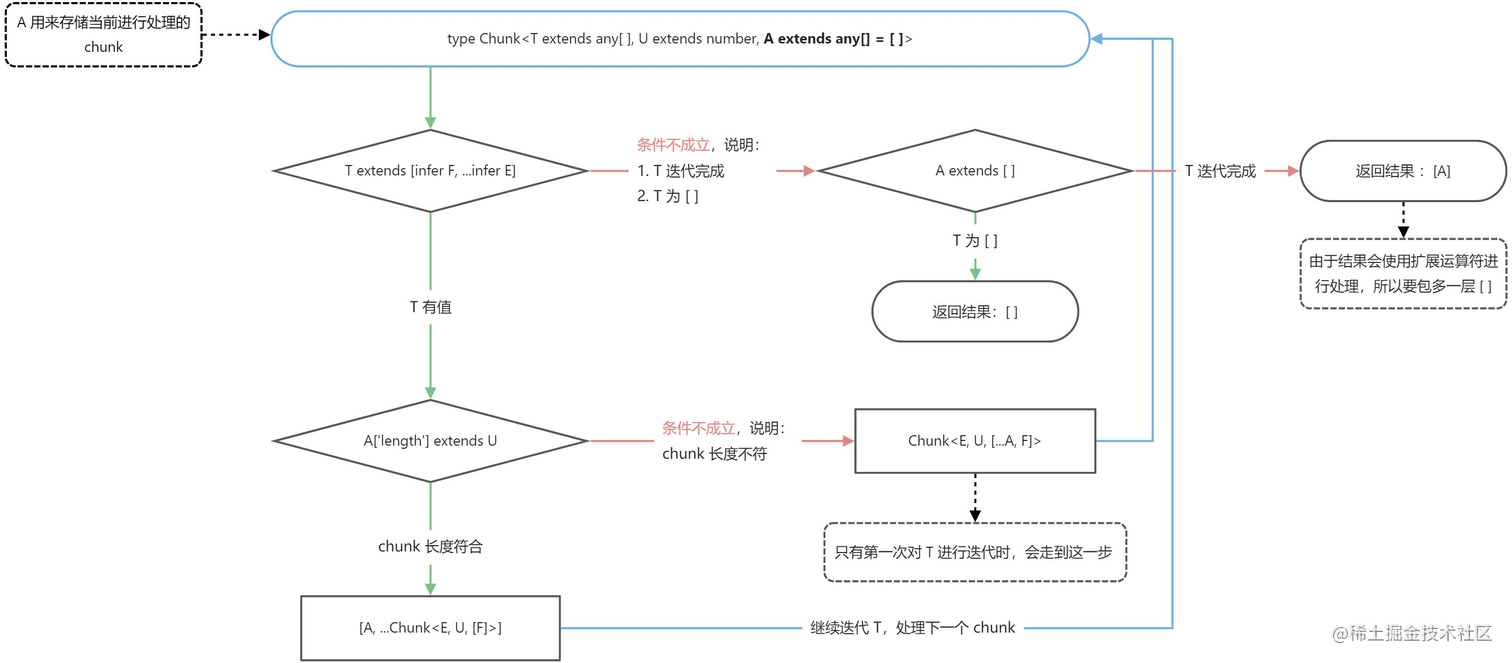 A 用来存储当前进行处理的
chunk
type Chunk<T extends any[ ], U extends number, A extends any[] = [ ]>
T extends [infer F, ...infer E]
条件不成立，说明：
1. T 迭代完成
2. T 为 [ ]
A extends [ ]
T 迭代完成
返回结果 ：[A]
T 为 [ ]
由于结果会使用扩展运算符进
行处理，所以要包多一层 [ ]
返回结果：[ ]
T 有值
A['length'] extends U
条件不成立，说明：
chunk 长度不符
Chunk<E, U, [...A, F]>
chunk 长度符合
只有第一次对 T 进行迭代时，会走到这一步
[A, ...Chunk<E, U, [F]>]
继续迭代 T，处理下一个 chunk
@稀土掘金技术社区